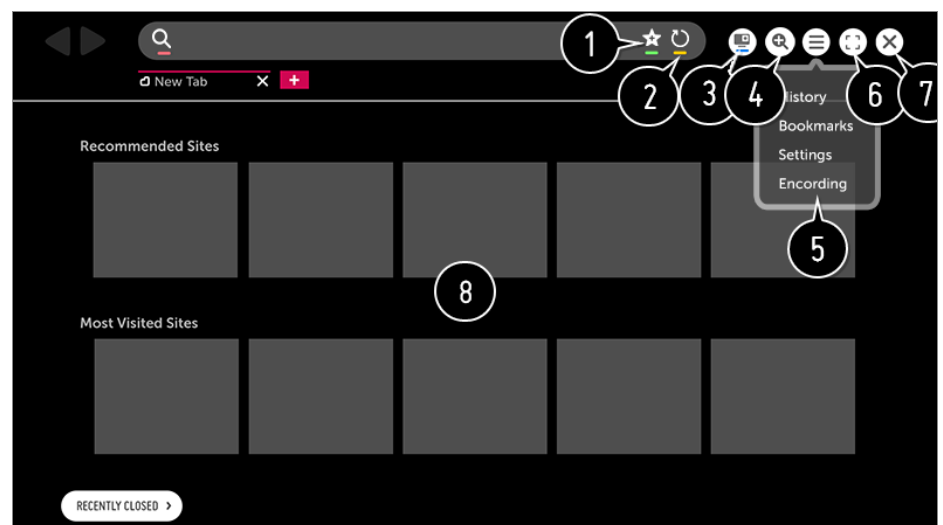 1
New Tab
2
3
4
6
7
History
Bookmarks
Recommended Sites
Settings
Encording
5
8
Most Visited Sites
RECENTLY CLOSED